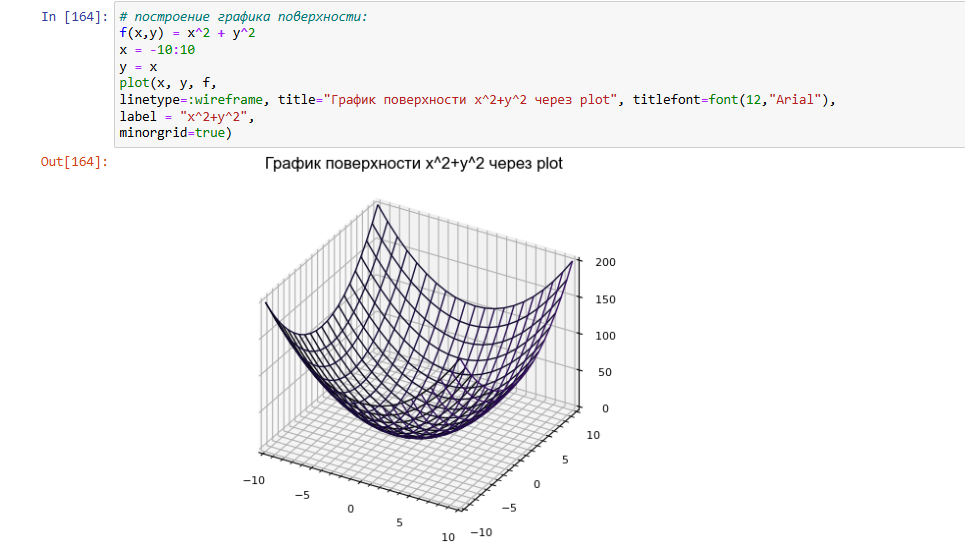 In [164]: # построение графика поверхности:
f(x,y) = x^2 + y^2
x = -10:10
y = x
plot(x, y, f,
linetype=:wireframe, title="График поверхности x^2+y^2 через plot", titlefont=font(12,"Arial"),
label = "x^2+y^2",
minorgrid=true)
Out[164]:
График поверхности x^2+y^2 через plot
200
150
100
50
0
10
5
0
−5
−10
−10
−5
0
5
10